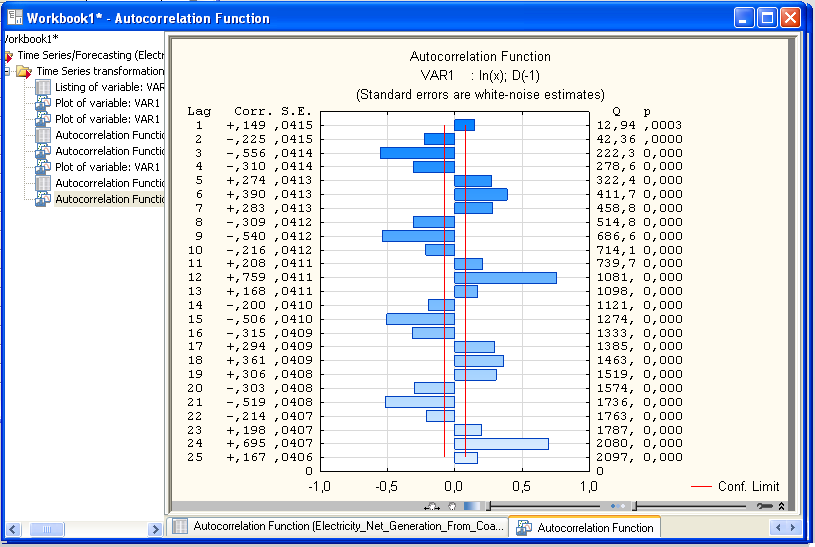 Workbook1* - Autocorrelation Function
Workbook1*
Time Series/Forecasting (Electr
Time Series transformation
Listing of variable: VAR
Plot of variable: VAR1
Plot of variable: VAR1
Autocorrelation Functio
Autocorrelation Functio
Plot of variable: VAR1
Autocorrelation Functio
Autocorrelation Functio
Autocorrelation Function
VAR1 : ln(x); D(-1)
(Standard errors are white-noise estimates)
Lag Corr. S.E. Q p
1 +,149 ,0415 12,94 ,0003
2 -,225 ,0415 42,36 ,0000
3 -,556 ,0414 222,3 0,000
4 -,310 ,0414 278,6 0,000
5 +,274 ,0413 322,4 0,000
6 +,390 ,0413 411,7 0,000
7 +,283 ,0413 458,8 0,000
8 -,309 ,0412 514,8 0,000
9 -,540 ,0412 686,6 0,000
10 -,216 ,0412 714,1 0,000
11 +,208 ,0411 739,7 0,000
12 +,759 ,0411 1081, 0,000
13 +,168 ,0411 1098, 0,000
14 -,200 ,0410 1121, 0,000
15 -,506 ,0410 1274, 0,000
16 -,315 ,0409 1333, 0,000
17 +,294 ,0409 1385, 0,000
18 +,361 ,0409 1463, 0,000
19 +,306 ,0408 1519, 0,000
20 -,303 ,0408 1574, 0,000
21 -,519 ,0408 1736, 0,000
22 -,214 ,0407 1763, 0,000
23 +,198 ,0407 1787, 0,000
24 +,695 ,0407 2080, 0,000
25 +,167 ,0406 2097, 0,000
0 0
-1,0 -0,5 0,0 0,5 1,0
Conf. Limit
Autocorrelation Function (Electricity_Net_Generation_From_Coa...
Autocorrelation Function